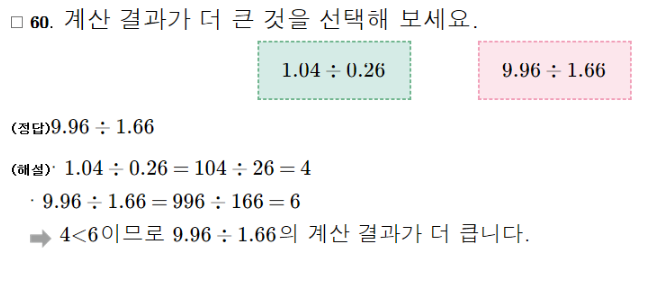 □ 60. 계산 결과가 더 큰 것을 선택해 보세요.
1.04 ÷ 0.26 9.96 ÷ 1.66
(정답)9.96 ÷ 1.66
(해설)· 1.04 ÷ 0.26 = 104 ÷ 26 = 4
· 9.96 ÷ 1.66 = 996 ÷ 166 = 6
➡ 4<6이므로 9.96 ÷ 1.66의 계산 결과가 더 큽니다.